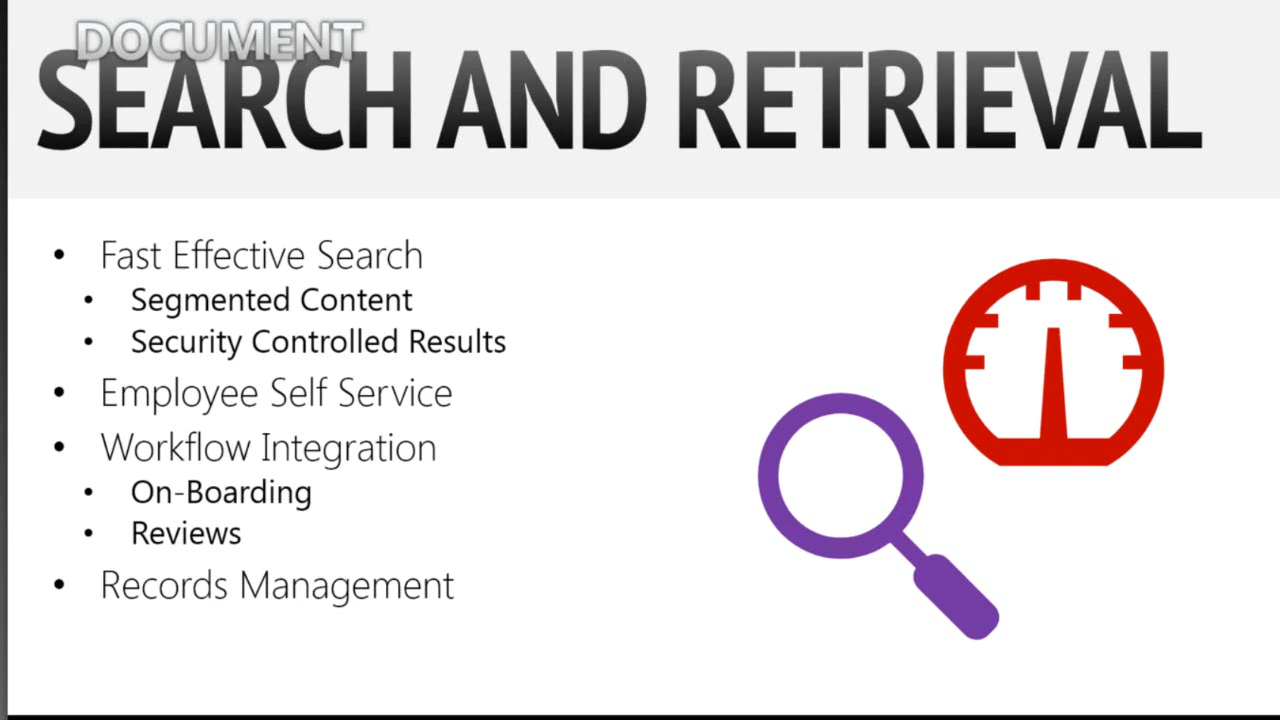 DOCUMENT
SEARCH AND RETRIEVAL
• Fast Effective Search
• Segmented Content
• Security Controlled Results
• Employee Self Service
• Workflow Integration
• On-Boarding
• Reviews
• Records Management